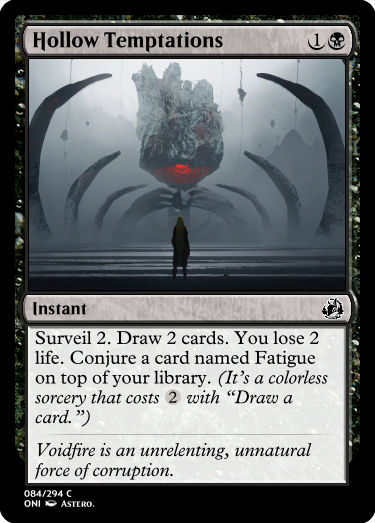 Hollow Temptations 1
Instant
Surveil 2. Draw 2 cards. You lose 2
life. Conjure a card named Fatigue
on top of your library. (It's a colorless
sorcery that costs 2 with “Draw a
card.”)
Voidfire is an unrelenting, unnatural
force of corruption.
084/294 C
ONI ASTERO.